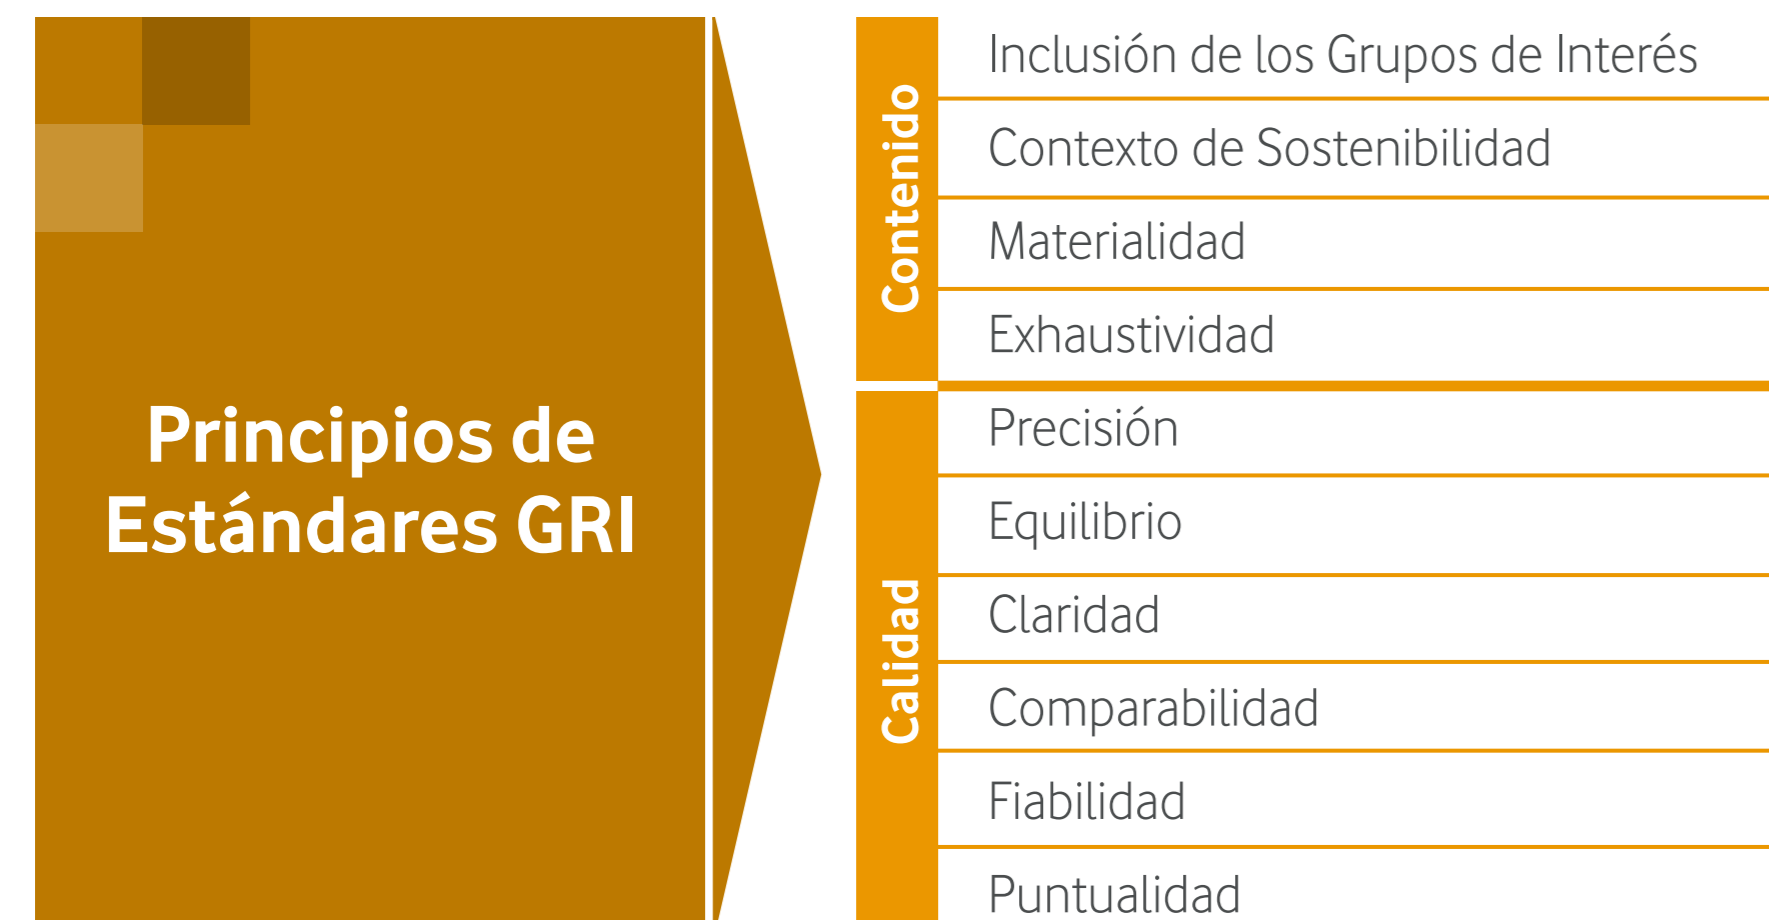 Principios de
Estándares GRI
Contenido
Inclusión de los Grupos de Interés
Contexto de Sostenibilidad
Materialidad
Exhaustividad
Calidad
Precisión
Equilibrio
Claridad
Comparabilidad
Fiabilidad
Puntualidad